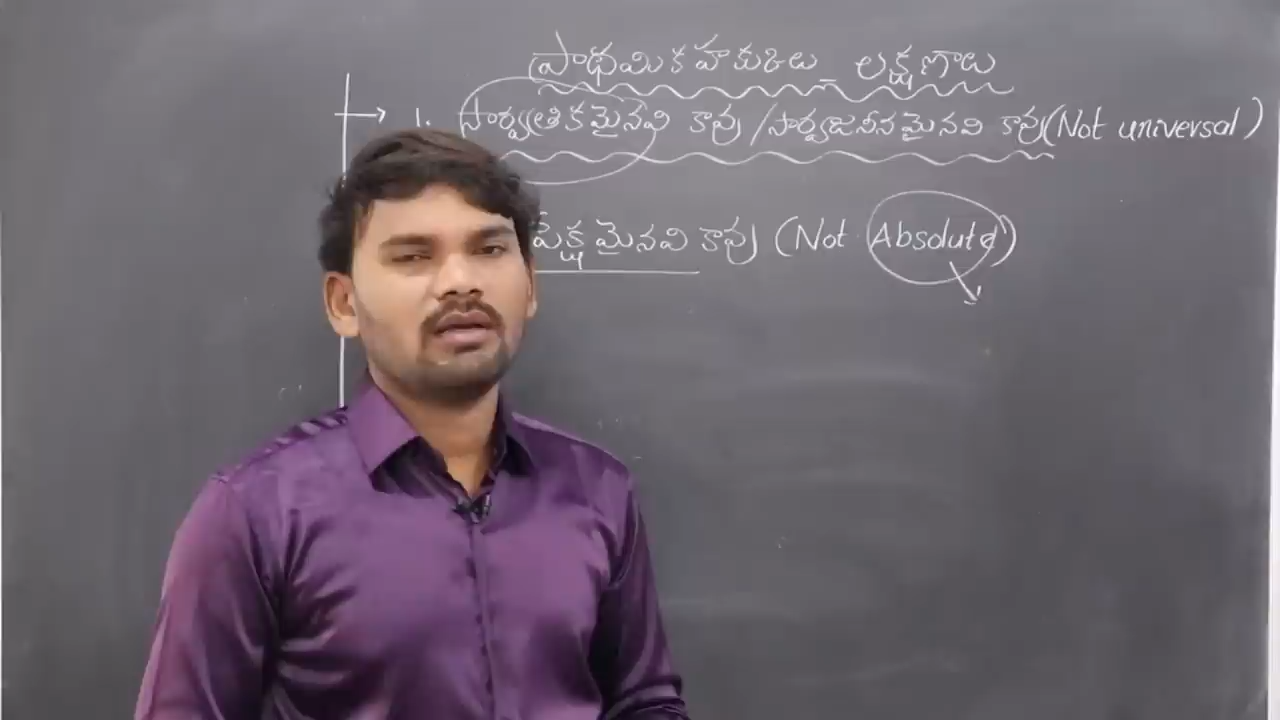 ప్రాథమిక హక్కులు - లక్షణాలు
1. సార్వత్రికమైనవి కావు / సార్వజనీనమైనవి కావు (Not universal)
పేక్షమైనవి కావు (Not Absolute)